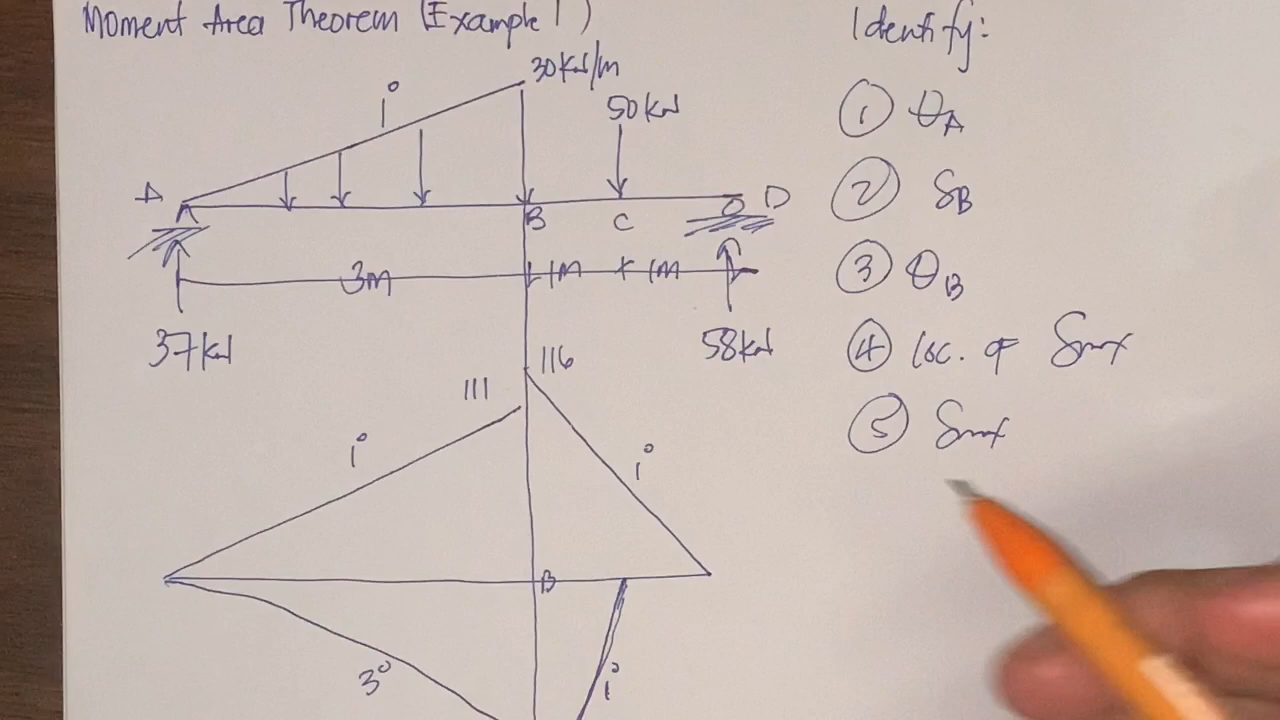 Moment Area Theorem (Example 1)
Identify:
30kN/m
1°
50kN
① θA
A
B
C
D
② δB
3m
1m
1m
③ θB
37kN
58kN
④ loc. of δmax
116
111
⑤ δmax
1°
1°
B
3°
1°